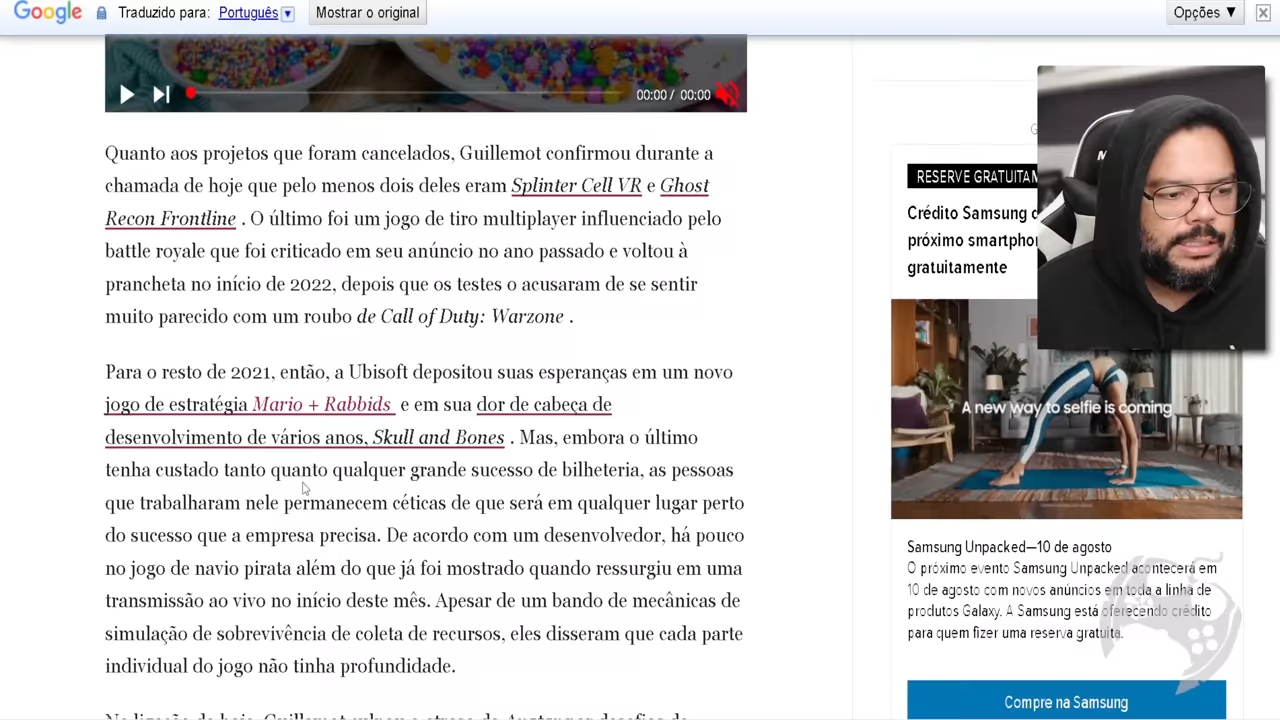 Google Traduzido para: Português ▼ Mostrar o original Opções ▼
00:00 / 00:00
Quanto aos projetos que foram cancelados, Guillemot confirmou durante a
chamada de hoje que pelo menos dois deles eram Splinter Cell VR e Ghost
Recon Frontline . O último foi um jogo de tiro multiplayer influenciado pelo
battle royale que foi criticado em seu anúncio no ano passado e voltou à
prancheta no início de 2022, depois que os testes o acusaram de se sentir
muito parecido com um roubo de Call of Duty: Warzone .
Para o resto de 2021, então, a Ubisoft depositou suas esperanças em um novo
jogo de estratégia Mario + Rabbids e em sua dor de cabeça de
desenvolvimento de vários anos, Skull and Bones . Mas, embora o último
tenha custado tanto quanto qualquer grande sucesso de bilheteria, as pessoas
que trabalharam nele permanecem céticas de que será em qualquer lugar perto
do sucesso que a empresa precisa. De acordo com um desenvolvedor, há pouco
no jogo de navio pirata além do que já foi mostrado quando ressurgiu em uma
transmissão ao vivo no início deste mês. Apesar de um bando de mecânicas de
simulação de sobrevivência de coleta de recursos, eles disseram que cada parte
individual do jogo não tinha profundidade.
RESERVE
Crédito Samsung
próximo
gratuitamente
A new way to selfie is coming
Samsung Unpacked—10 de agosto
O próximo evento Samsung Unpacked acontecerá em
10 de agosto com novos anúncios em toda a linha de
produtos Galaxy. A Samsung está oferecendo crédito
para quem fizer uma reserva gratuita.
Compre na Samsung